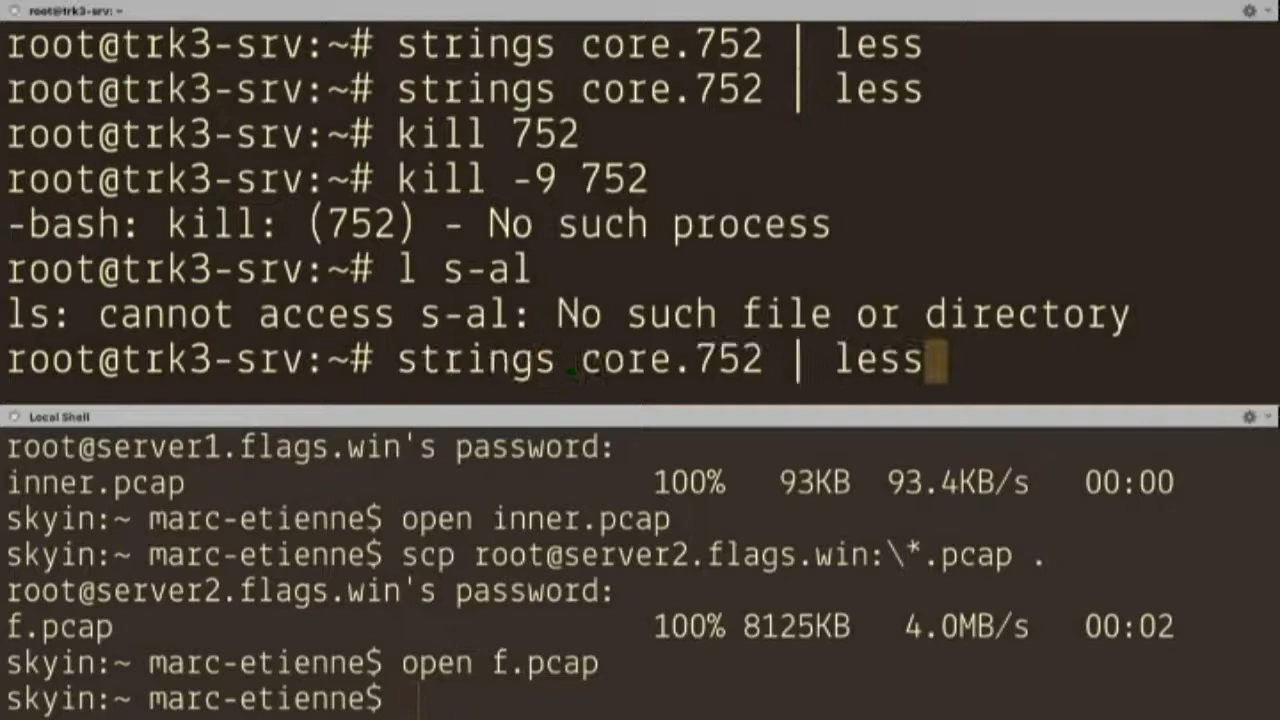 root@trk3-srv: ~
root@trk3-srv:~# strings core.752 | less
root@trk3-srv:~# strings core.752 | less
root@trk3-srv:~# kill 752
root@trk3-srv:~# kill -9 752
-bash: kill: (752) - No such process
root@trk3-srv:~# l s-al
ls: cannot access s-al: No such file or directory
root@trk3-srv:~# strings core.752 | less
Local Shell
root@server1.flags.win's password:
inner.pcap 100% 93KB 93.4KB/s 00:00
skyin:~ marc-etienne$ open inner.pcap
skyin:~ marc-etienne$ scp root@server2.flags.win:\*.pcap .
root@server2.flags.win's password:
f.pcap 100% 8125KB 4.0MB/s 00:02
skyin:~ marc-etienne$ open f.pcap
skyin:~ marc-etienne$